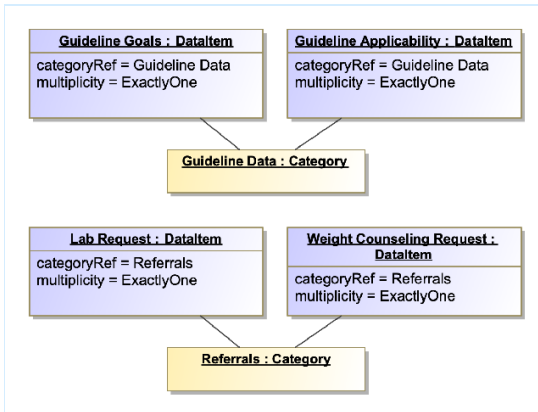 Guideline Goals : DataItem
categoryRef = Guideline Data
multiplicity = ExactlyOne
Guideline Applicability : DataItem
categoryRef = Guideline Data
multiplicity = ExactlyOne
Guideline Data : Category
Lab Request : DataItem
categoryRef = Referrals
multiplicity = ExactlyOne
Weight Counseling Request :
DataItem
categoryRef = Referrals
multiplicity = ExactlyOne
Referrals : Category